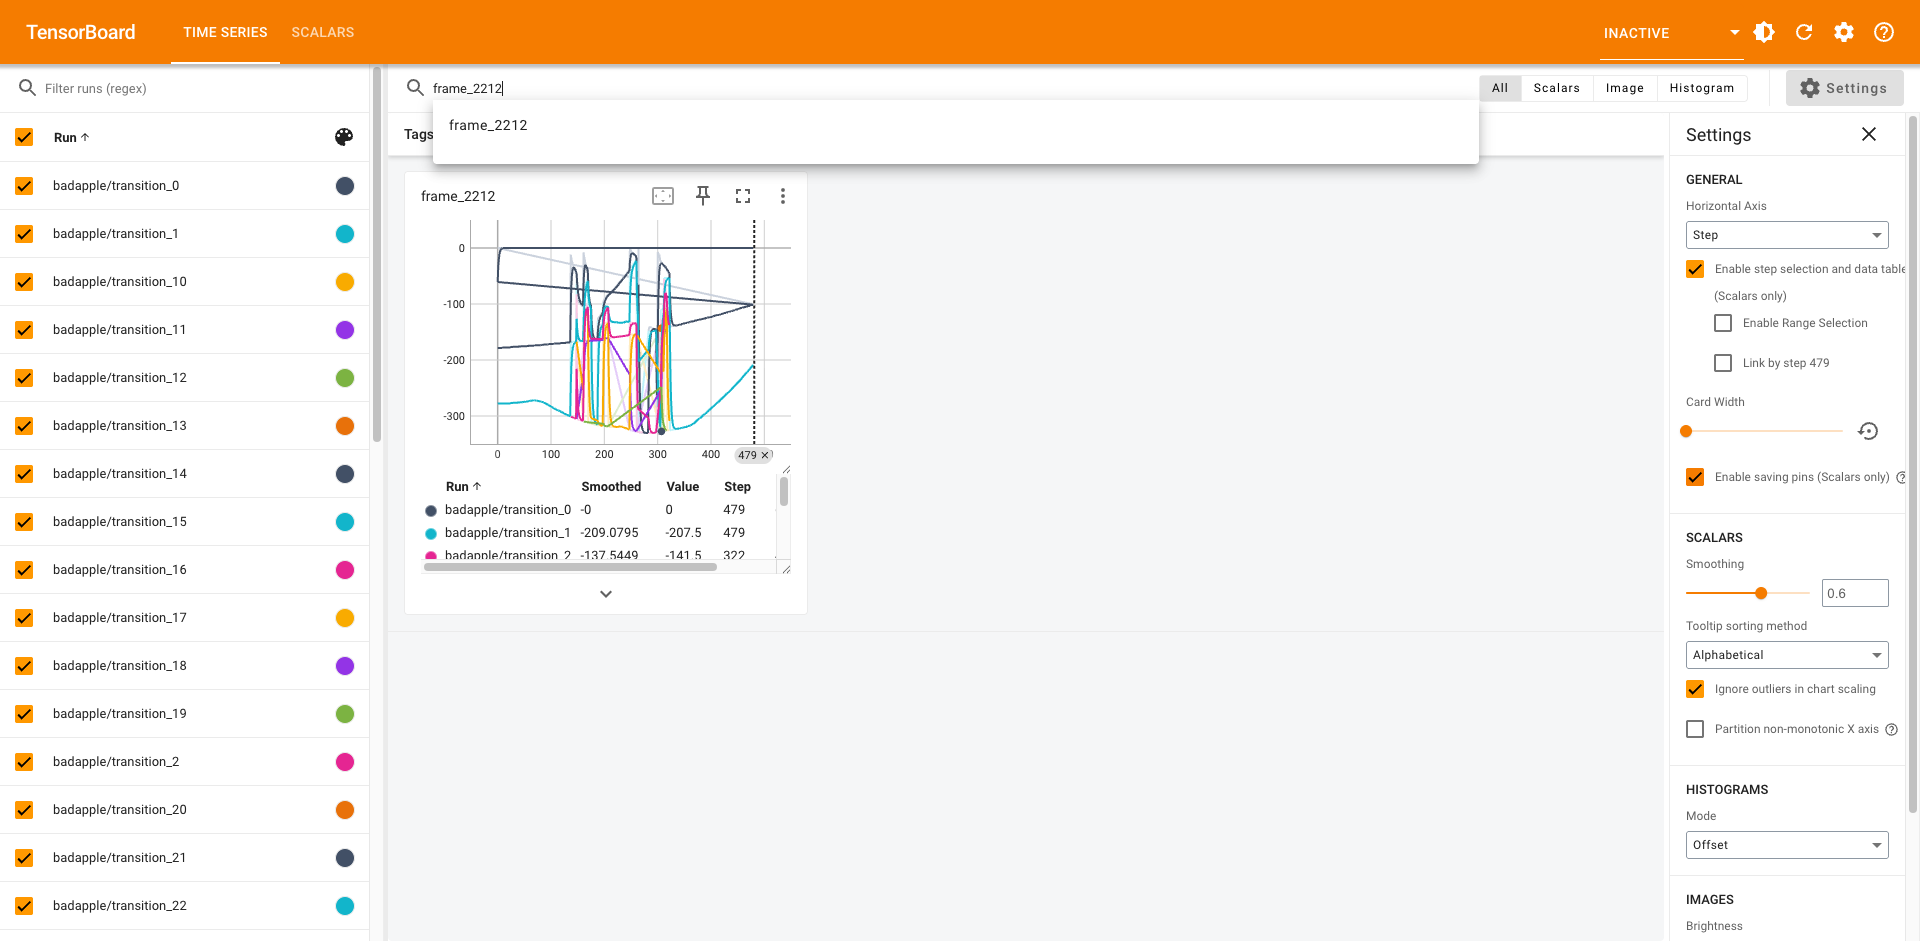 TensorBoard
TIME SERIES
SCALARS
INACTIVE
Filter runs (regex)
frame_2212
All
Scalars
Image
Histogram
Settings
frame_2212
Tags
Run
badapple/transition_0
badapple/transition_1
badapple/transition_10
badapple/transition_11
badapple/transition_12
badapple/transition_13
badapple/transition_14
badapple/transition_15
badapple/transition_16
badapple/transition_17
badapple/transition_18
badapple/transition_19
badapple/transition_2
badapple/transition_20
badapple/transition_21
badapple/transition_22
frame_2212
0
-100
-200
-300
0 100 200 300 400
479
Run Smoothed Value Step
badapple/transition_0 -0 0 479
badapple/transition_1 -209.0795 -207.5 479
badapple/transition_2 -137.5449 -141.5 322
Settings
GENERAL
Horizontal Axis
Step
Enable step selection and data table
(Scalars only)
Enable Range Selection
Link by step 479
Card Width
Enable saving pins (Scalars only)
SCALARS
Smoothing
0.6
Tooltip sorting method
Alphabetical
Ignore outliers in chart scaling
Partition non-monotonic X axis
HISTOGRAMS
Mode
Offset
IMAGES
Brightness